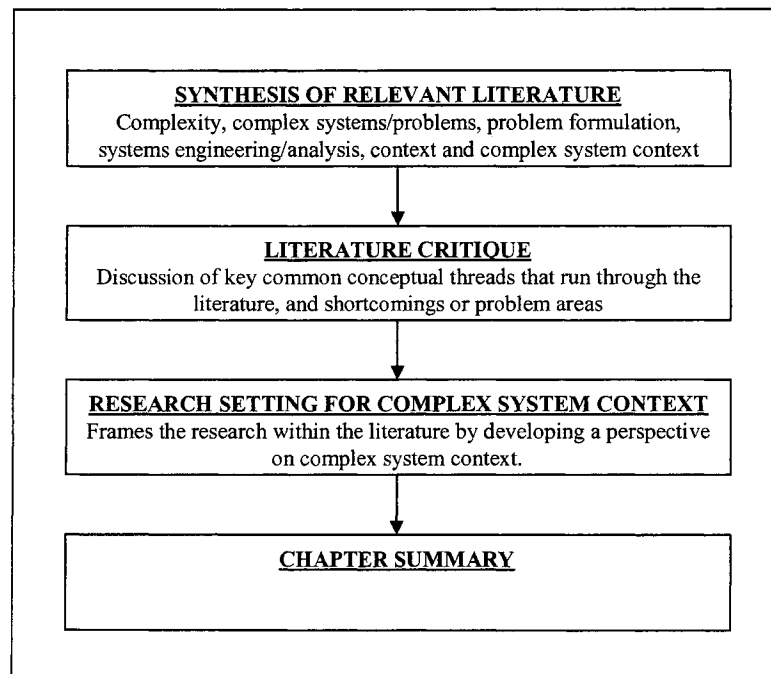 SYNTHESIS OF RELEVANT LITERATURE
Complexity, complex systems/problems, problem formulation,
systems engineering/analysis, context and complex system context
LITERATURE CRITIQUE
Discussion of key common conceptual threads that run through the
literature, and shortcomings or problem areas
RESEARCH SETTING FOR COMPLEX SYSTEM CONTEXT
Frames the research within the literature by developing a perspective
on complex system context.
CHAPTER SUMMARY